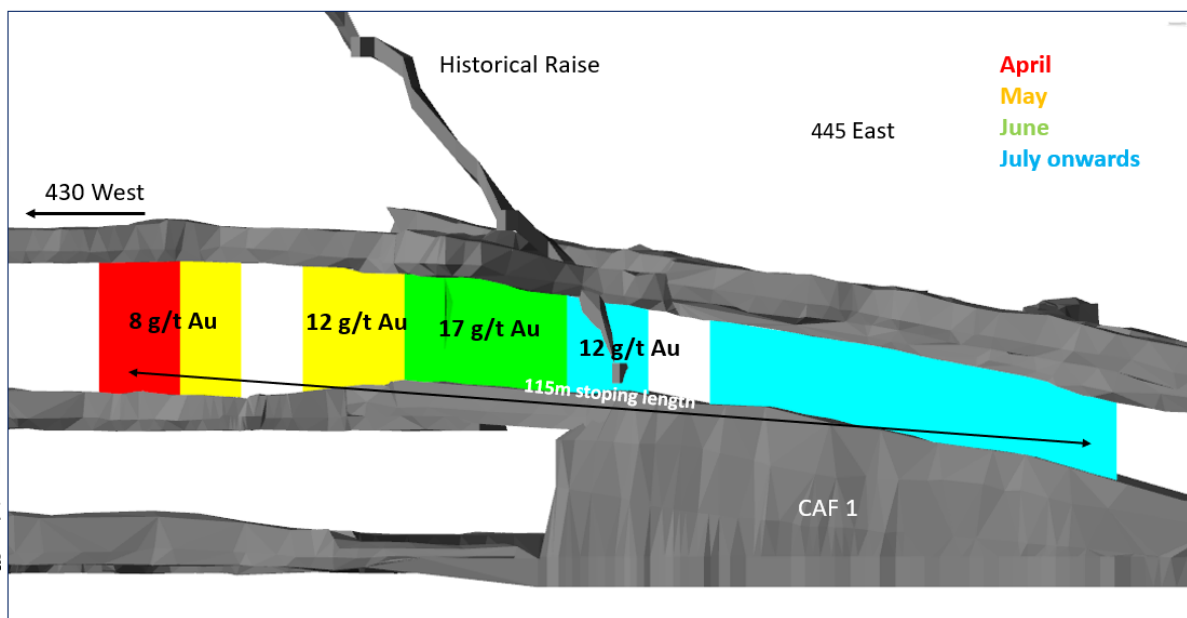 Historical Raise
April
May
June
July onwards
445 East
430 West
8 g/t Au
12 g/t Au
17 g/t Au
12 g/t Au
115m stoping length
CAF 1